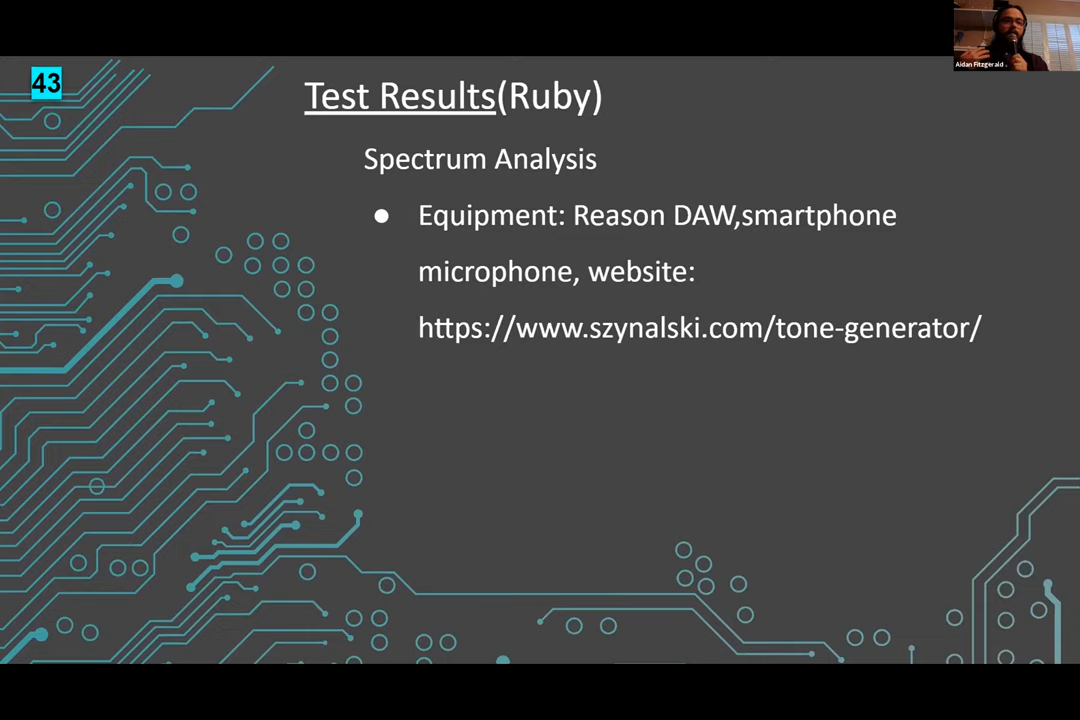 43
Aidan Fitzgerald .
Test Results(Ruby)
Spectrum Analysis
● Equipment: Reason DAW,smartphone
microphone, website:
https://www.szynalski.com/tone-generator/